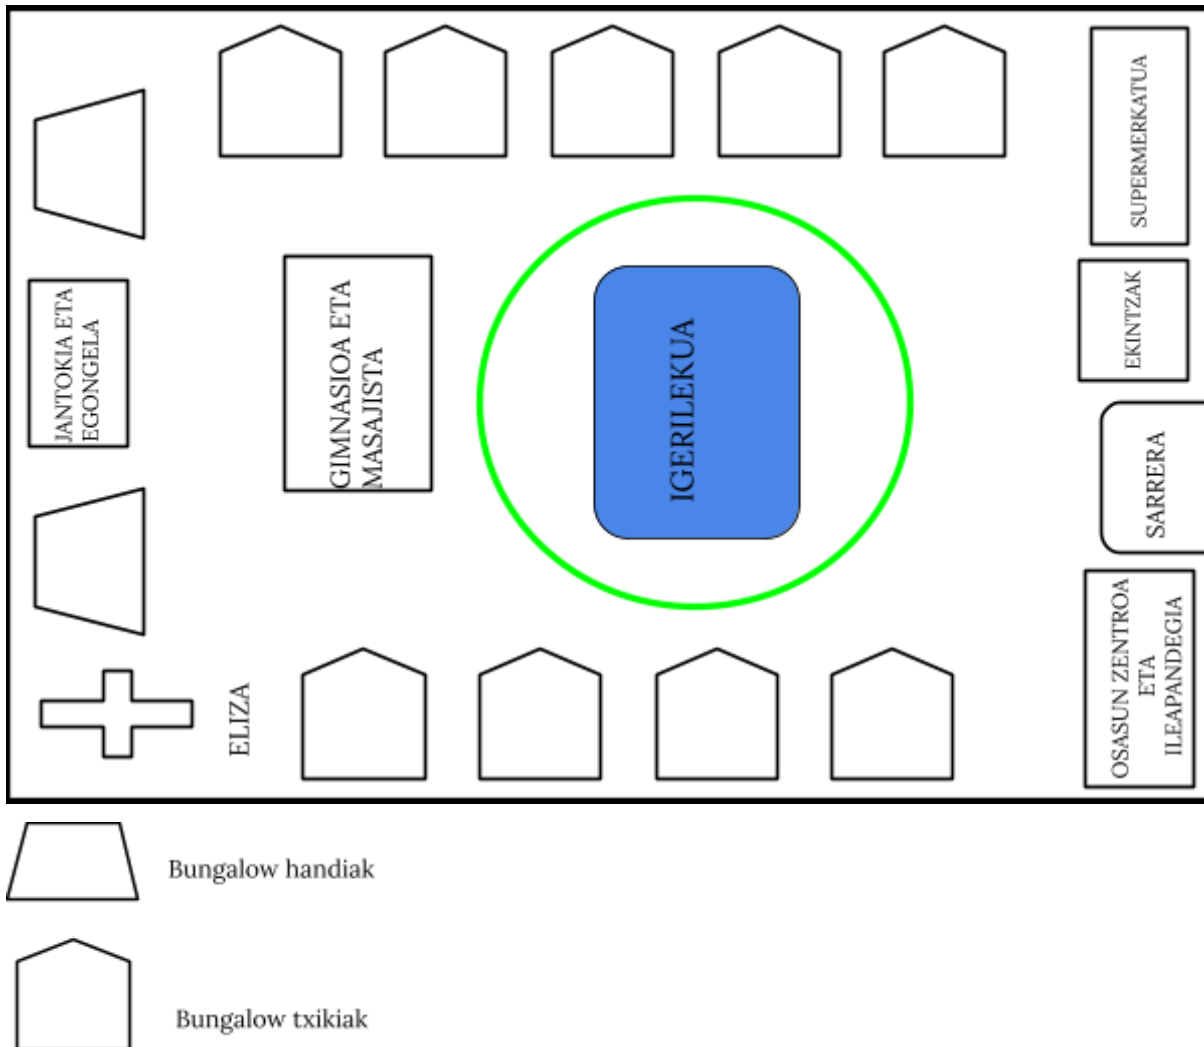 JANTOKIA ETA
EGONGELA
GIMNASIOA ETA
MASAJISTA
IGERILEKUA
SUPERMERKATUA
EKINTZAK
SARRERA
OSASUN ZENTROA
ETA
ILEAPANDEGIA
ELIZA
Bungalow handiak
Bungalow txikiak